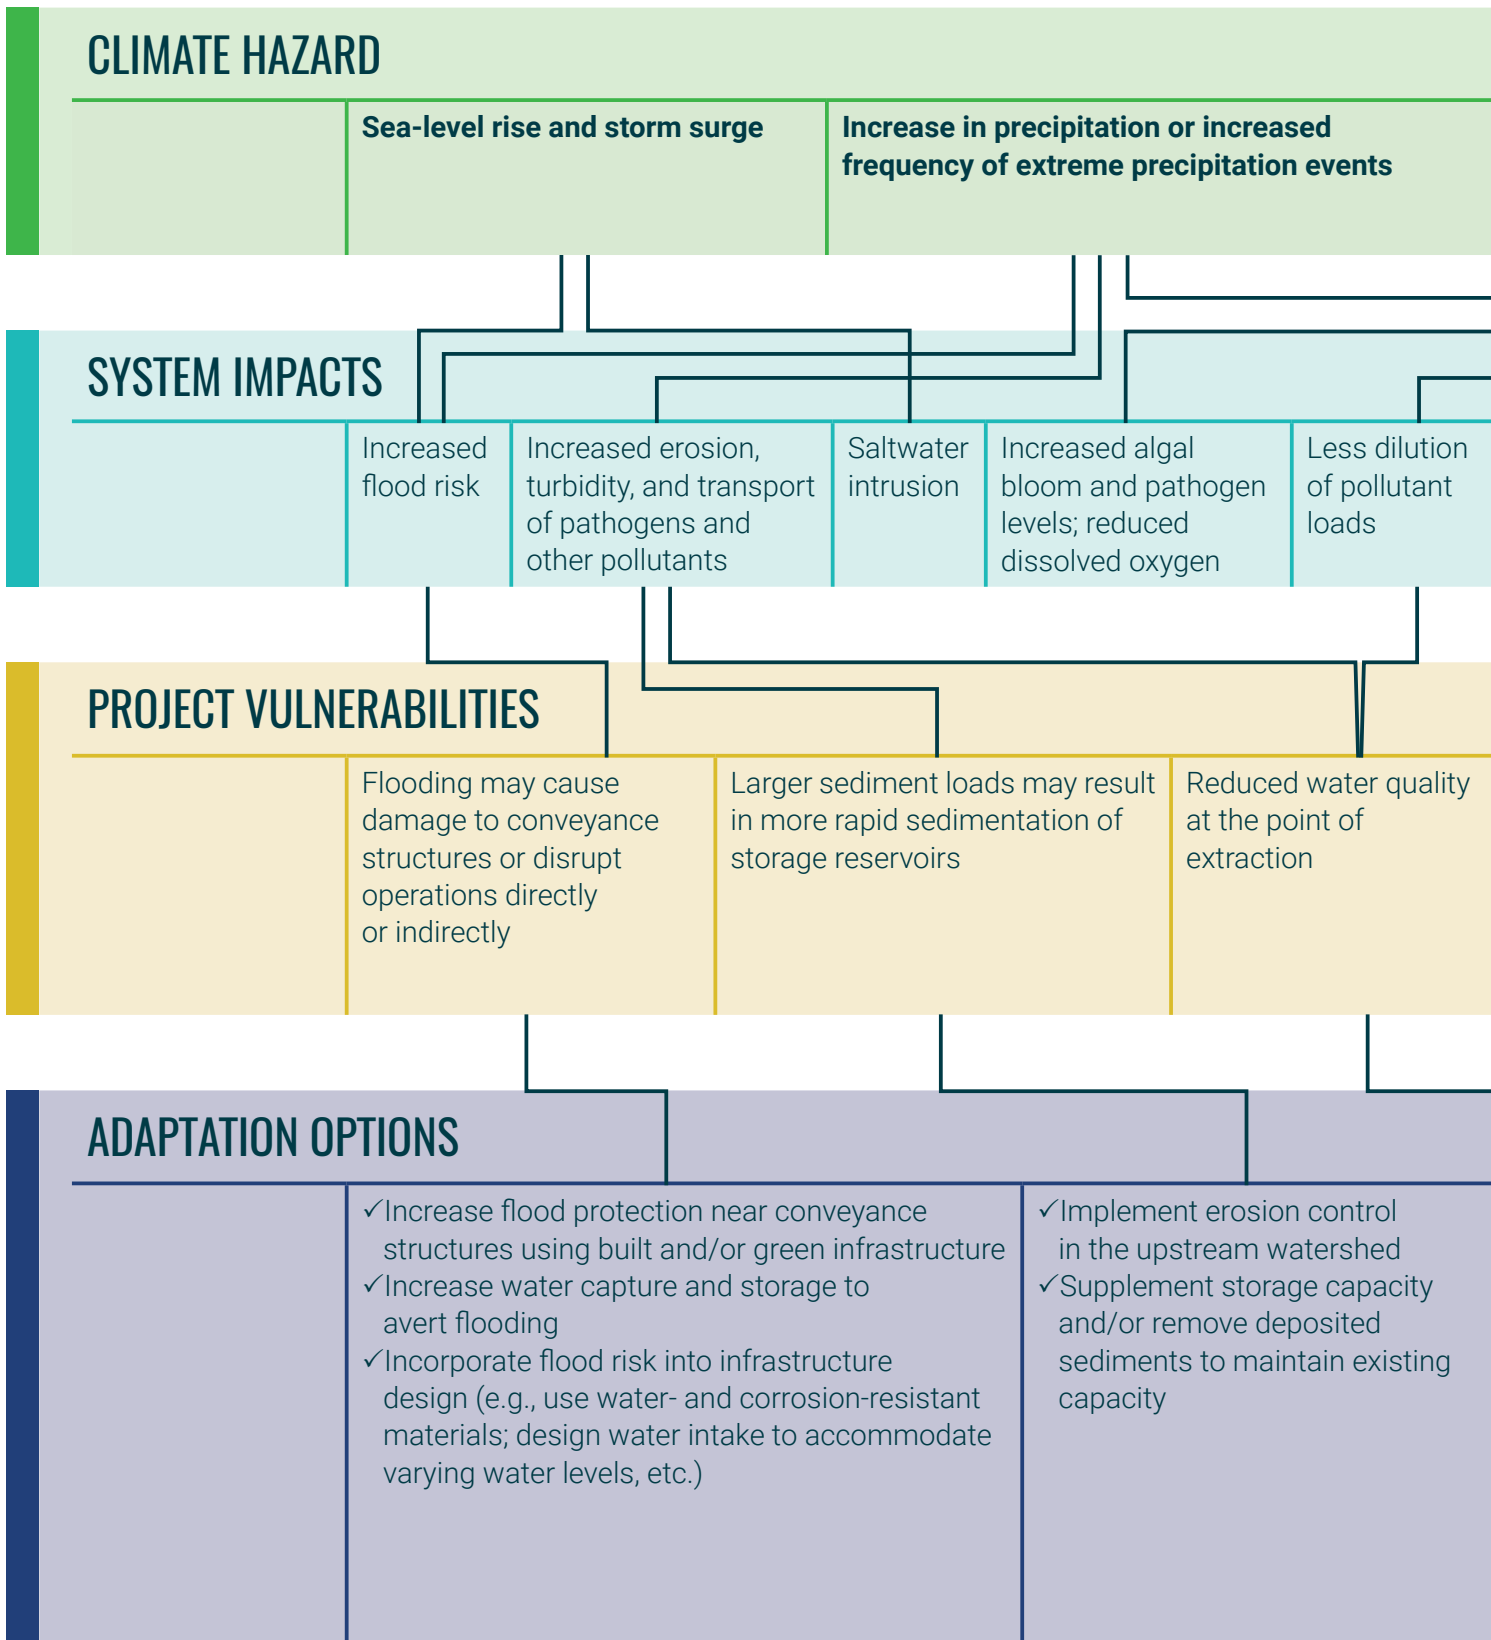 CLIMATE HAZARD
Sea-level rise and storm surge
Increase in precipitation or increased
frequency of extreme precipitation events
SYSTEM IMPACTS
Increased
flood risk
Increased erosion,
turbidity, and transport
of pathogens and
other pollutants
Saltwater
intrusion
Increased algal
bloom and pathogen
levels; reduced
dissolved oxygen
Less dilution
of pollutant
loads
PROJECT VULNERABILITIES
Flooding may cause
damage to conveyance
structures or disrupt
operations directly
or indirectly
Larger sediment loads may result
in more rapid sedimentation of
storage reservoirs
Reduced water quality
at the point of
extraction
ADAPTATION OPTIONS
✓Increase flood protection near conveyance
structures using built and/or green infrastructure
✓Increase water capture and storage to
avert flooding
✓Incorporate flood risk into infrastructure
design (e.g., use water- and corrosion-resistant
materials; design water intake to accommodate
varying water levels, etc.)
✓Implement erosion control
in the upstream watershed
✓Supplement storage capacity
and/or remove deposited
sediments to maintain existing
capacity